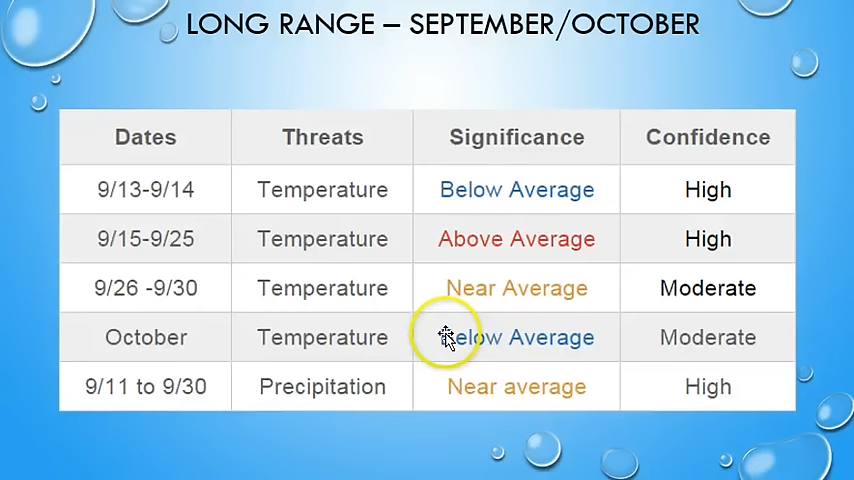 LONG RANGE – SEPTEMBER/OCTOBER
Dates Threats Significance Confidence
9/13-9/14 Temperature Below Average High
9/15-9/25 Temperature Above Average High
9/26 -9/30 Temperature Near Average Moderate
October Temperature Below Average Moderate
9/11 to 9/30 Precipitation Near average High